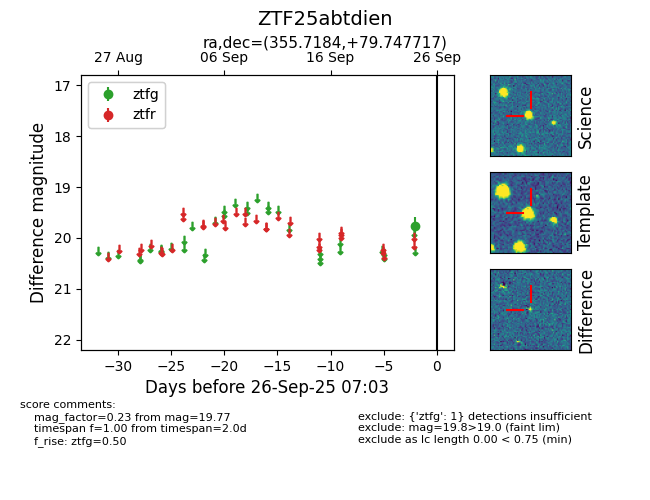 ZTF25abtdien
ra,dec=(355.7184,+79.747717)
27 Aug 06 Sep 16 Sep 26 Sep
ztfg
ztfr
17
18
19
20
21
22
Difference magnitude
−30 −25 −20 −15 −10 −5 0
Days before 26-Sep-25 07:03
Science
Template
Difference
score comments:
mag_factor=0.23 from mag=19.77
timespan f=1.00 from timespan=2.0d
f_rise: ztfg=0.50
exclude: {'ztfg': 1} detections insufficient
exclude: mag=19.8>19.0 (faint lim)
exclude as lc length 0.00 < 0.75 (min)